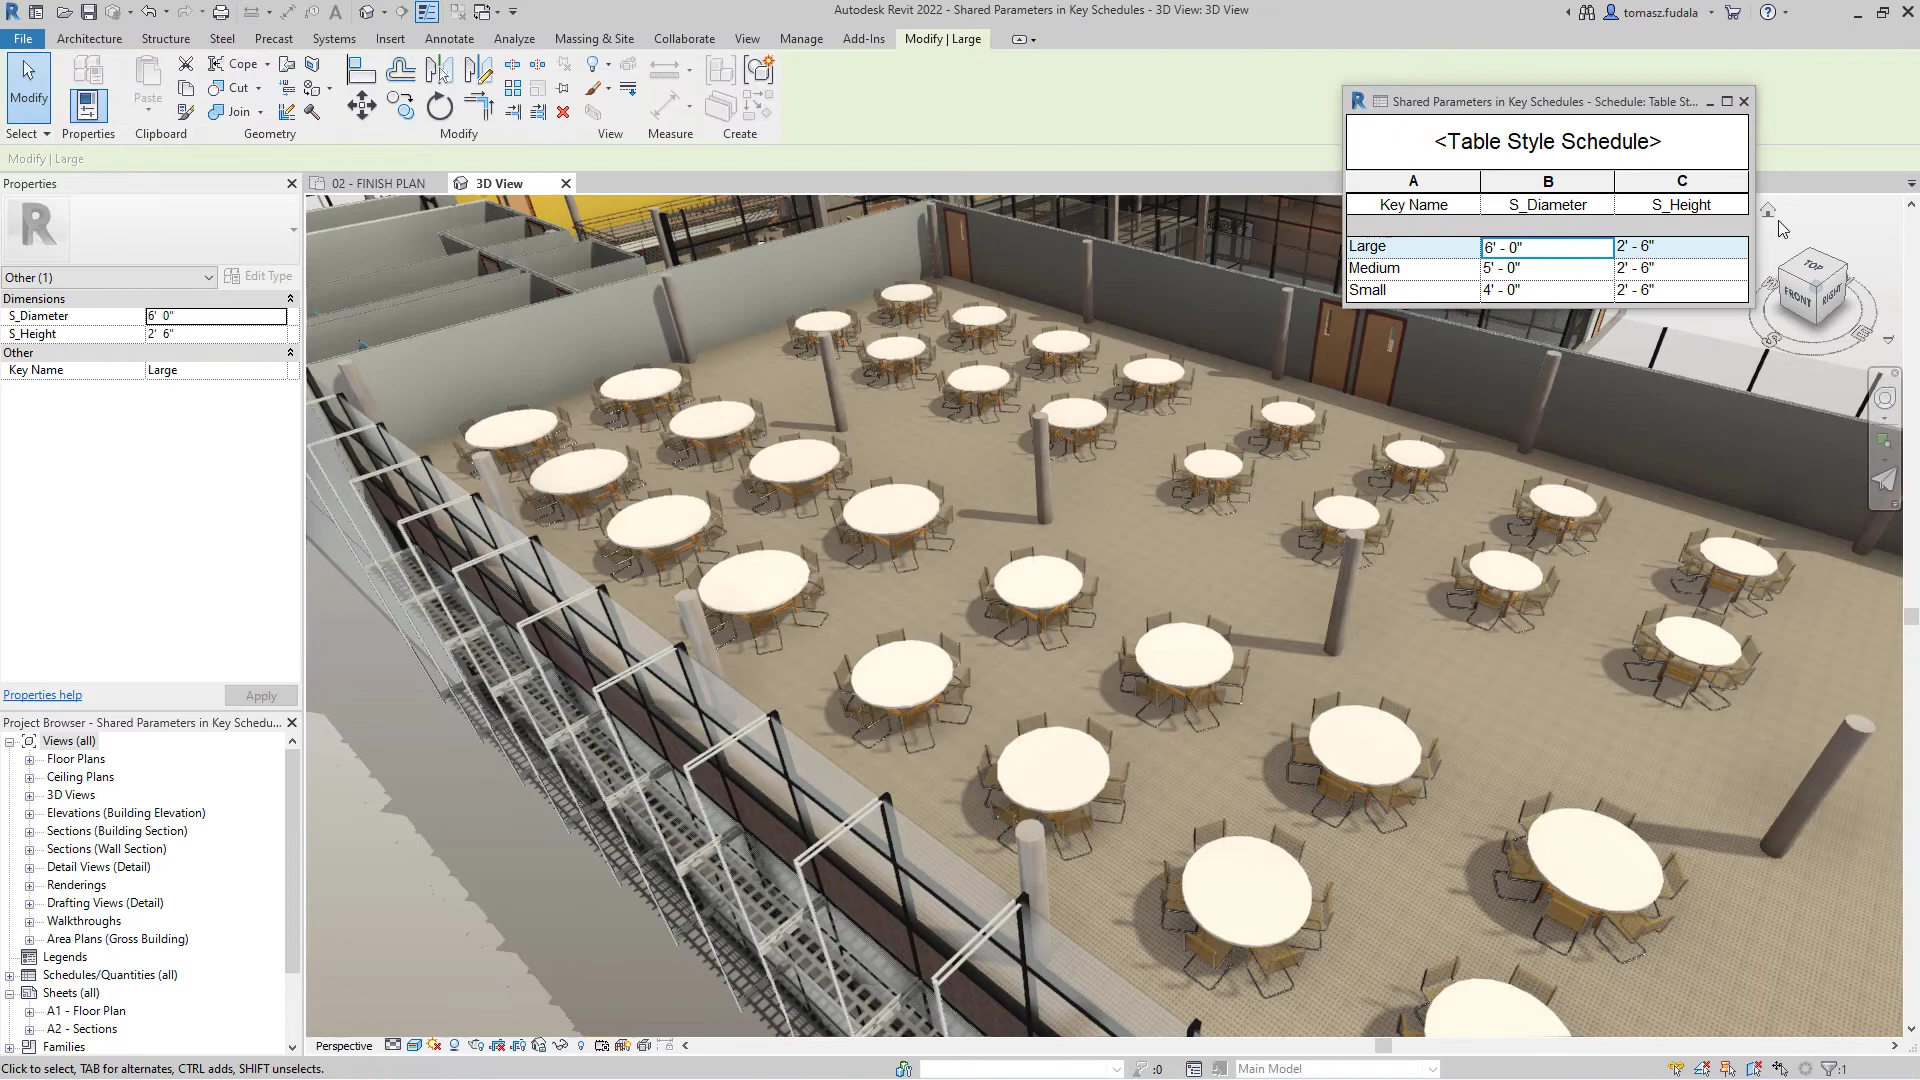 Autodesk Revit 2022 - Shared Parameters in Key Schedules - 3D View: 3D View
tomasz.fudala
File
Architecture
Structure
Steel
Precast
Systems
Insert
Annotate
Analyze
Massing & Site
Collaborate
View
Manage
Add-Ins
Modify | Large
Modify
Paste
Cope
Cut
Join
Select
Properties
Clipboard
Geometry
Modify
View
Measure
Create
Modify | Large
Properties
Other (1)
Edit Type
Dimensions
S_Diameter 6' 0"
S_Height 2' 6"
Other
Key Name Large
Properties help
Apply
02 - FINISH PLAN
3D View
Shared Parameters in Key Schedules - Schedule: Table St...
<Table Style Schedule>
A B C
Key Name S_Diameter S_Height
Large 6' - 0" 2' - 6"
Medium 5' - 0" 2' - 6"
Small 4' - 0" 2' - 6"
TOP
FRONT
RIGHT
Project Browser - Shared Parameters in Key Schedu...
Views (all)
Floor Plans
Ceiling Plans
3D Views
Elevations (Building Elevation)
Sections (Building Section)
Sections (Wall Section)
Detail Views (Detail)
Renderings
Drafting Views (Detail)
Walkthroughs
Area Plans (Gross Building)
Legends
Schedules/Quantities (all)
Sheets (all)
A1 - Floor Plan
A2 - Sections
Families
Perspective
Click to select, TAB for alternates, CTRL adds, SHIFT unselects.
:0
Main Model
:1